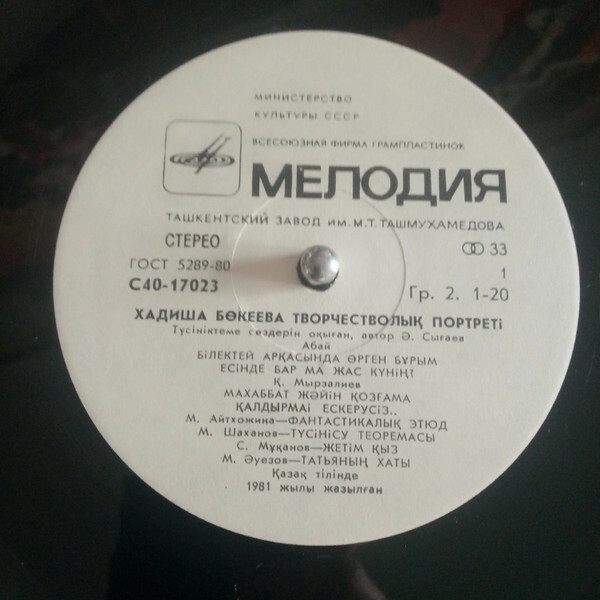 МИНИСТЕРСТВО
КУЛЬТУРЫ СССР
ВСЕСОЮЗНАЯ ФИРМА ГРАМПЛАСТИНОК
МЕЛОДИЯ
ТАШКЕНТСКИЙ ЗАВОД ИМ. М.Т. ТАШМУХАМЕДОВА
СТЕРЕО
33
ГОСТ 5289-80
1
С40-17023
Гр. 2. 1-20
ХАДИША БӨКЕЕВА ТВОРЧЕСТВОЛЫҚ ПОРТРЕТІ
Түсініктеме сөздерін оқыған, автор Ә. Сығаев
Абай
БІЛЕКТЕЙ АРҚАСЫНДА ӨРГЕН БҰРЫМ
ЕСІНДЕ БАР МА ЖАС КҮНІҢ?
Қ. Мырзалиев
МАХАББАТ ЖӘЙІН ҚОЗҒАМА
ҚАЛДЫРМАЙ ЕСКЕРУСІЗ..
М. Айтхожина—ФАНТАСТИКАЛЫҚ ЭТЮД
М. Шаханов—ТҮСІНІСУ ТЕОРЕМАСЫ
С. Мұқанов—ЖЕТІМ ҚЫЗ
М. Әуезов—ТАТЬЯНЫҢ ХАТЫ
Қазақ тілінде
1981 жылы жазылған